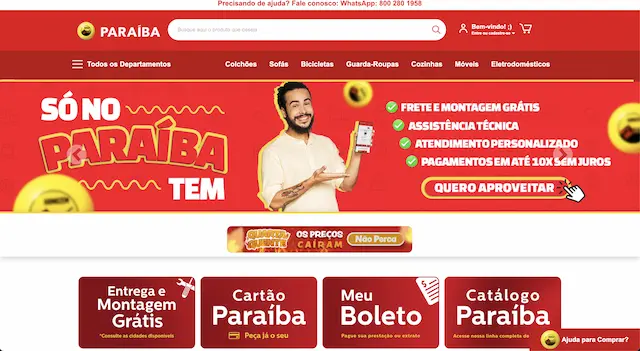 Precisando de ajuda? Fale conosco: WhatsApp: 800 280 1958
PARAÍBA
Busque aqui o produto que deseja
Bem-vindo! ;)
Entre ou cadastre-se
Todos os Departamentos
Colchões
Sofás
Bicicletas
Guarda-Roupas
Cozinhas
Móveis
Eletrodomésticos
SÓ NO
PARAÍBA
TEM
FRETE E MONTAGEM GRÁTIS
ASSISTÊNCIA TÉCNICA
ATENDIMENTO PERSONALIZADO
PAGAMENTOS EM ATÉ 10X SEM JUROS
QUERO APROVEITAR
QUARTOU
QUENTE
OS PREÇOS
CAÍRAM
Não Perca
Entrega e
Montagem
Grátis
*Consulte as cidades disponíveis
Cartão
Paraíba
Peça já o seu
Meu
Boleto
Pague sua prestação ou extrato
Catálogo
Paraíba
Acesse nossa linha completa de
Ajuda para Comprar?